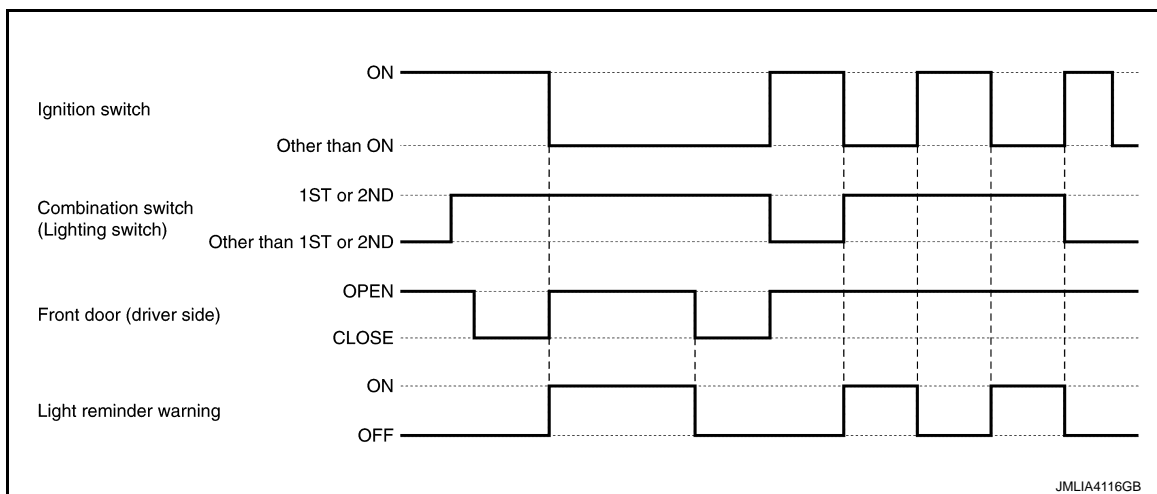 ON
Ignition switch
Other than ON
1ST or 2ND
Combination switch
(Lighting switch)
Other than 1ST or 2ND
OPEN
Front door (driver side)
CLOSE
ON
Light reminder warning
OFF
JMLIA4116GB